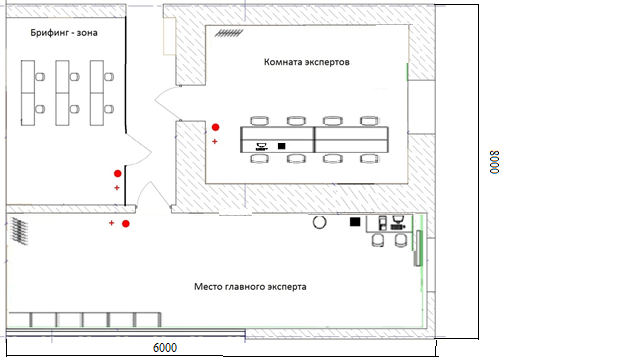 Брифинг - зона
Комната экспертов
8000
Место главного эксперта
6000